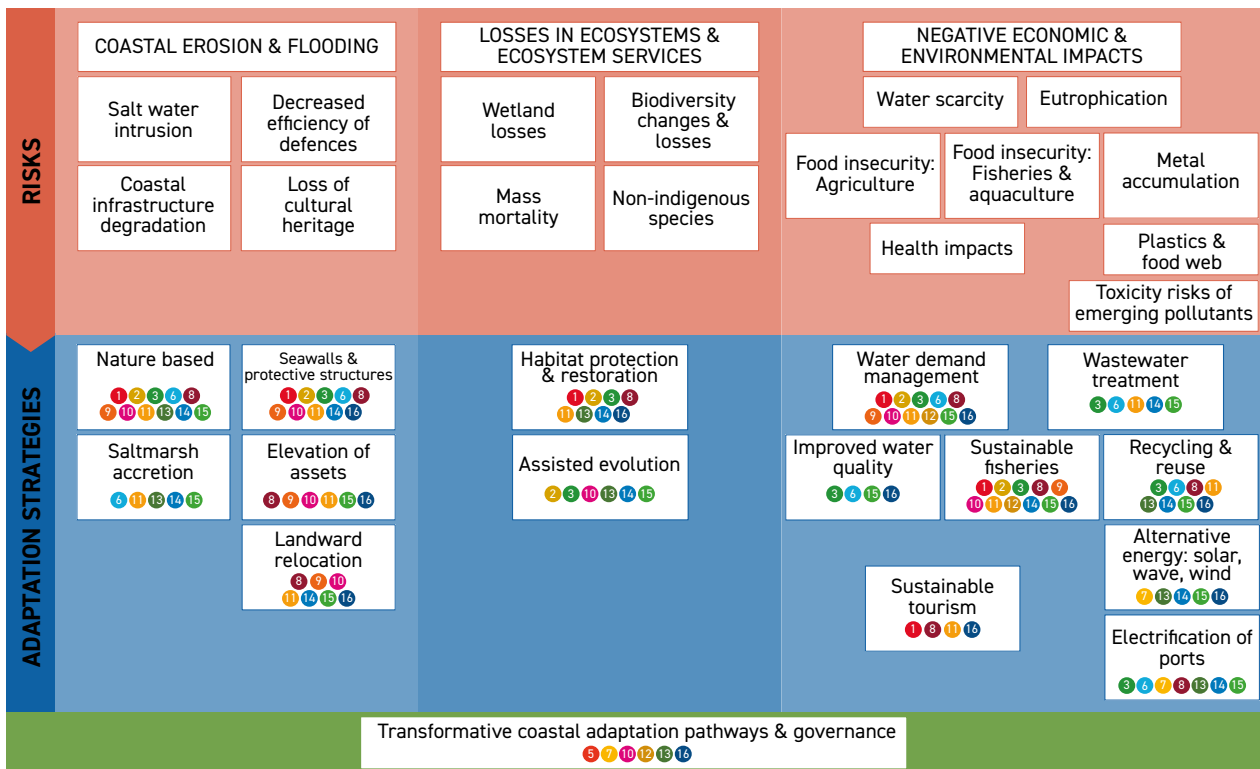 RISKS
COASTAL EROSION & FLOODING
Salt water
intrusion
Decreased
efficiency of
defences
Coastal
infrastructure
degradation
Loss of
cultural
heritage
LOSSES IN ECOSYSTEMS &
ECOSYSTEM SERVICES
Wetland
losses
Biodiversity
changes &
losses
Mass
mortality
Non-indigenous
species
NEGATIVE ECONOMIC &
ENVIRONMENTAL IMPACTS
Water scarcity
Eutrophication
Food insecurity:
Agriculture
Food insecurity:
Fisheries &
aquaculture
Metal
accumulation
Health impacts
Plastics &
food web
Toxicity risks of
emerging pollutants
ADAPTATION STRATEGIES
Nature based
1 2 3 6 8
9 10 11 13 14 15
Seawalls &
protective structures
1 2 3 6 8
9 10 11 14 16
Saltmarsh
accretion
6 11 13 14 15
Elevation of
assets
8 9 10 11 15 16
Landward
relocation
8 9 10
11 14 15 16
Habitat protection
& restoration
1 2 3 8
11 13 14 16
Assisted evolution
2 3 10 13 14 15
Water demand
management
1 2 3 6 8
9 10 11 12 15 16
Wastewater
treatment
3 6 11 14 15
Improved water
quality
3 6 15 16
Sustainable
fisheries
1 2 3 8 9
10 11 12 14 15 16
Recycling &
reuse
3 6 8 11
13 14 15 16
Sustainable
tourism
1 8 11 16
Alternative
energy: solar,
wave, wind
7 13 14 15 16
Electrification of
ports
3 6 7 8 13 14 15
Transformative coastal adaptation pathways & governance
5 7 10 12 13 16